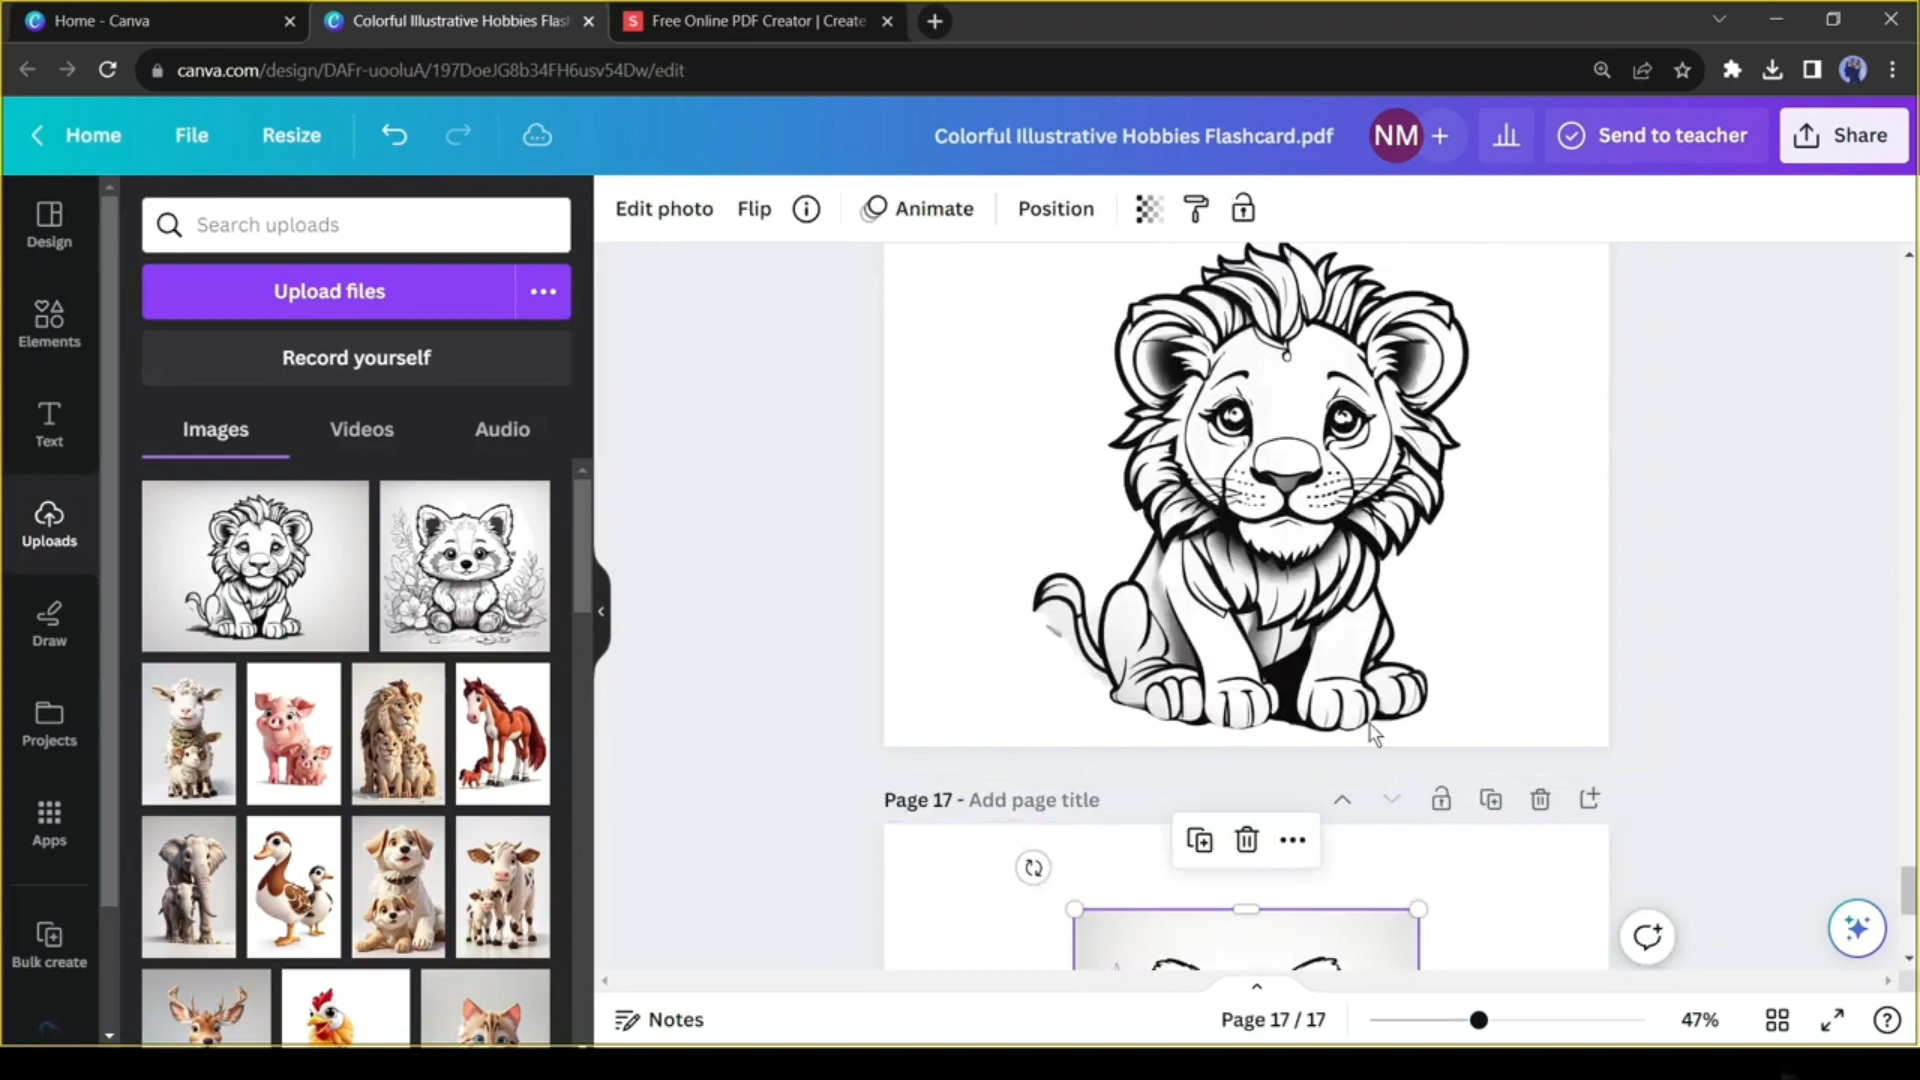 Home - Canva
Colorful Illustrative Hobbies Flas
S Free Online PDF Creator | Create
canva.com/design/DAFr-uooluA/197DoeJG8b34FH6usv54Dw/edit
Home
File
Resize
Colorful Illustrative Hobbies Flashcard.pdf
NM
Send to teacher
Share
Design
Elements
Text
Uploads
Draw
Projects
Apps
Bulk create
Search uploads
Upload files
Record yourself
Images
Videos
Audio
Edit photo
Flip
Animate
Position
Page 17 - Add page title
Notes
Page 17 / 17
47%